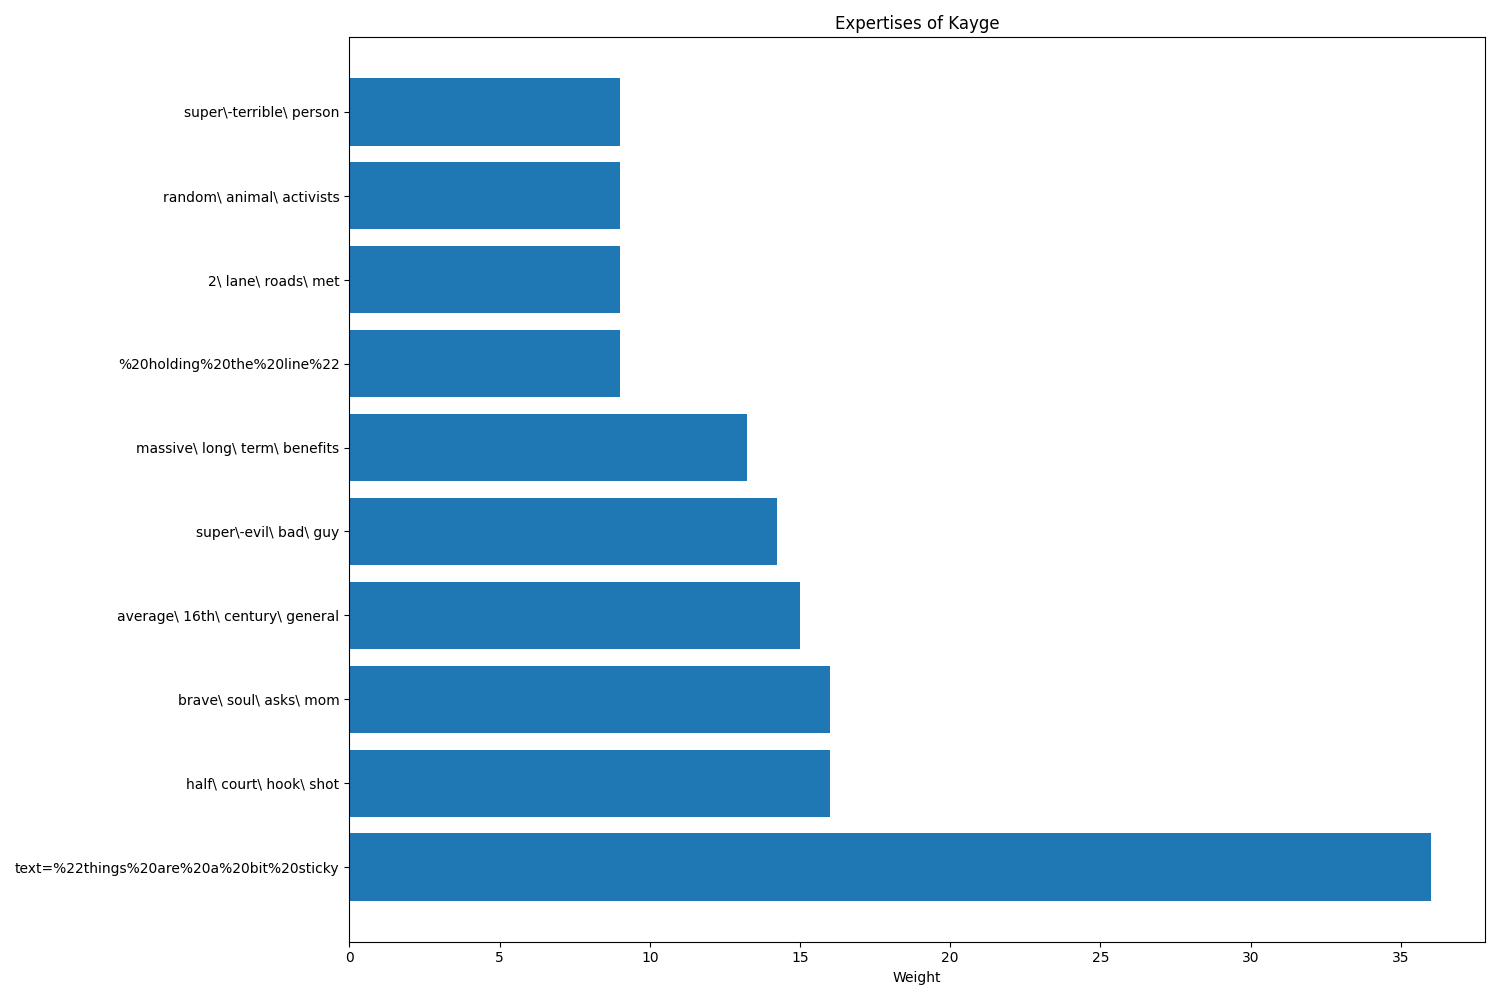 Expertises of Kayge
super\-terrible\ person
random\ animal\ activists
2\ lane\ roads\ met
%20holding%20the%20line%22
massive\ long\ term\ benefits
super\-evil\ bad\ guy
average\ 16th\ century\ general
brave\ soul\ asks\ mom
half\ court\ hook\ shot
text=%22things%20are%20a%20bit%20sticky
0 5 10 15 20 25 30 35
Weight